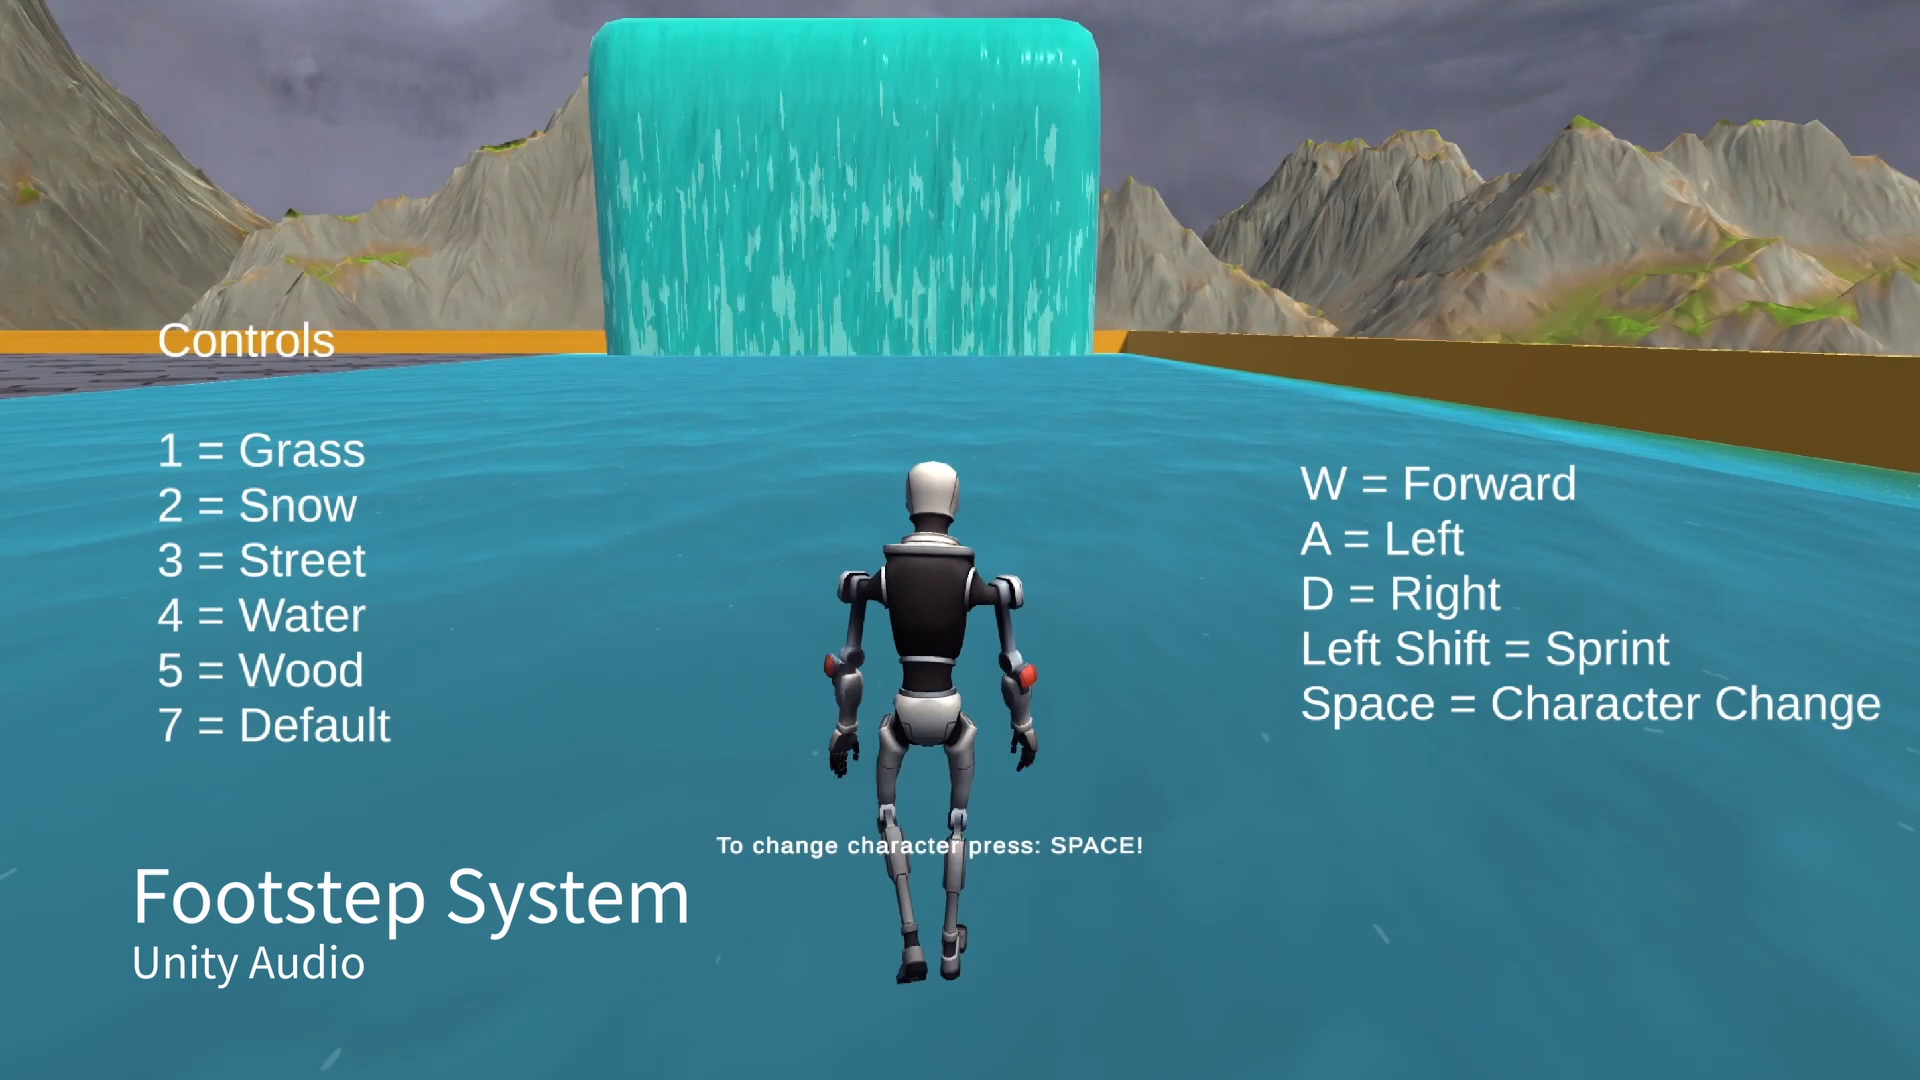 Controls
1 = Grass
2 = Snow
3 = Street
4 = Water
5 = Wood
7 = Default
W = Forward
A = Left
D = Right
Left Shift = Sprint
Space = Character Change
To change character press: SPACE!
Footstep System
Unity Audio